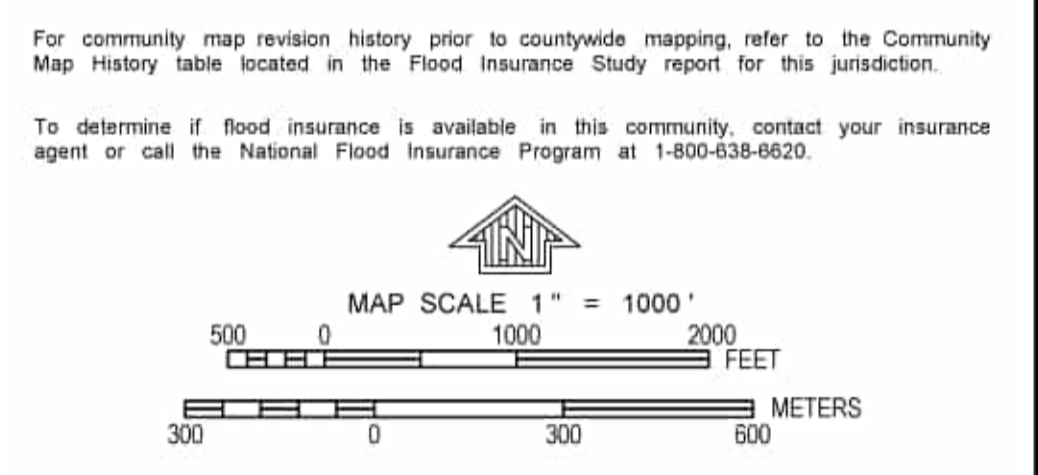 For community map revision history prior to countywide mapping, refer to the Community
Map History table located in the Flood Insurance Study report for this jurisdiction.
To determine if flood insurance is available in this community, contact your insurance
agent or call the National Flood Insurance Program at 1-800-638-6620.
N
MAP SCALE 1" = 1000'
500 0 1000 2000
FEET
METERS
300 0 300 600